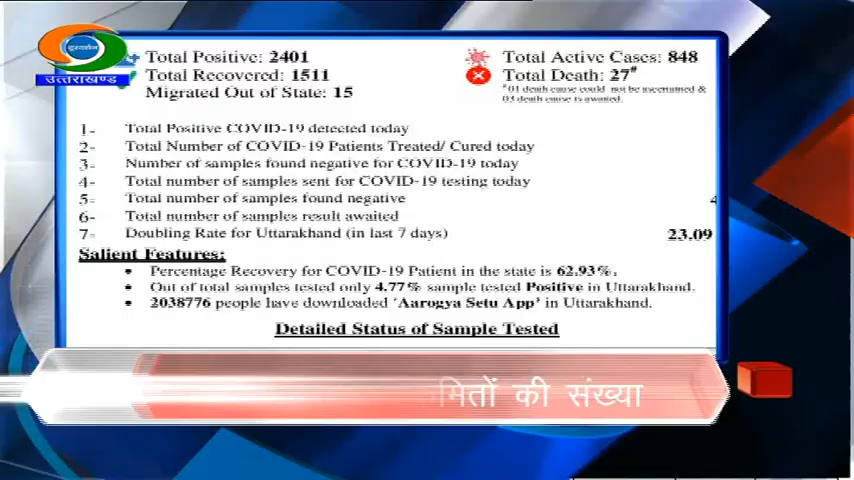 दूरदर्शन
उत्तराखण्ड
Total Positive: 2401
Total Recovered: 1511
Migrated Out of State: 15
Total Active Cases: 848
Total Death: 27#
#01 death cause could not be ascertained &
03 death cause is awaited.
1- Total Positive COVID-19 detected today
2- Total Number of COVID-19 Patients Treated/ Cured today
3- Number of samples found negative for COVID-19 today
4- Total number of samples sent for COVID-19 testing today
5- Total number of samples found negative 4
6- Total number of samples result awaited
7- Doubling Rate for Uttarakhand (in last 7 days) 23.09
Salient Features:
• Percentage Recovery for COVID-19 Patient in the state is 62.93%.
• Out of total samples tested only 4.77% sample tested Positive in Uttarakhand.
• 2038776 people have downloaded 'Aarogya Setu App' in Uttarakhand.
Detailed Status of Sample Tested
की संख्या